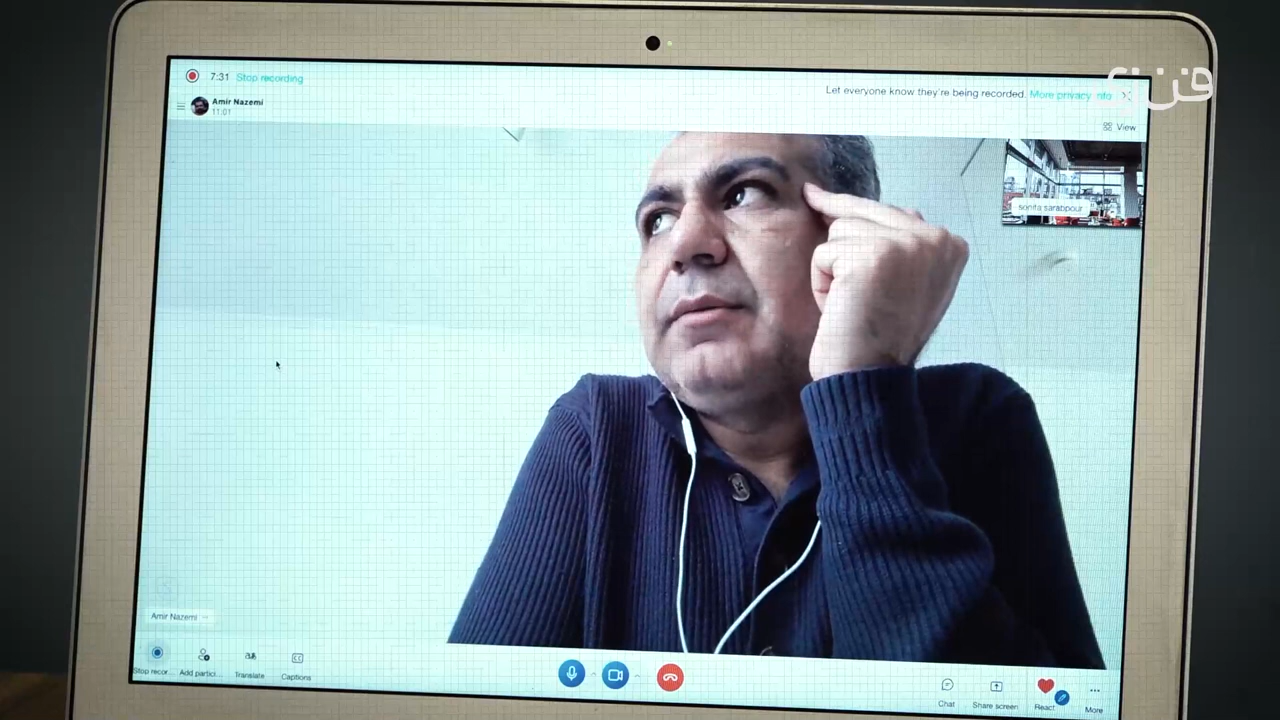 7:31 Stop recording
Let everyone know they're being recorded. More privacy info
Amir Nazemi
11:01
View
sonita sarabpour
Amir Nazemi
Stop recor...
Add partici...
Translate
CC
Captions
Chat
Share screen
React
More